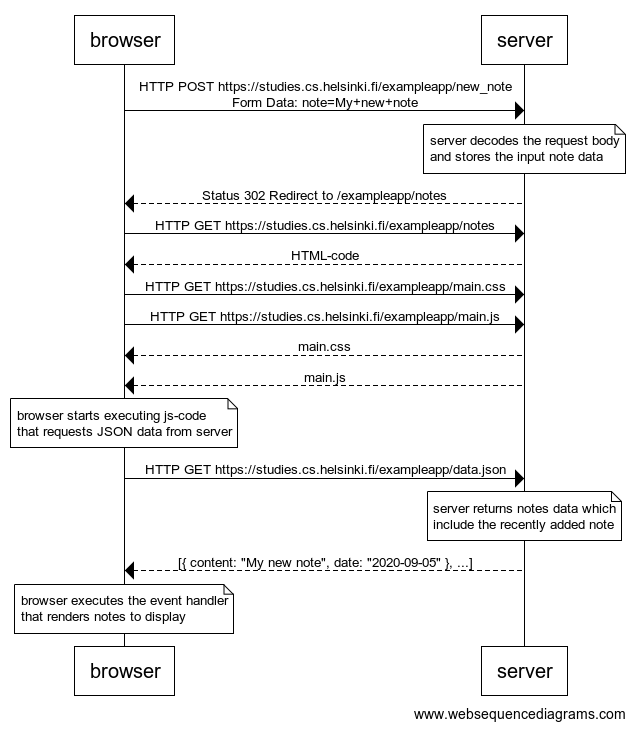 browser
server
HTTP POST https://studies.cs.helsinki.fi/exampleapp/new_note
Form Data: note=My+new+note
server decodes the request body
and stores the input note data
Status 302 Redirect to /exampleapp/notes
HTTP GET https://studies.cs.helsinki.fi/exampleapp/notes
HTML-code
HTTP GET https://studies.cs.helsinki.fi/exampleapp/main.css
HTTP GET https://studies.cs.helsinki.fi/exampleapp/main.js
main.css
main.js
browser starts executing js-code
that requests JSON data from server
HTTP GET https://studies.cs.helsinki.fi/exampleapp/data.json
server returns notes data which
include the recently added note
[{ content: "My new note", date: "2020-09-05" }, ...]
browser executes the event handler
that renders notes to display
browser
server
www.websequencediagrams.com